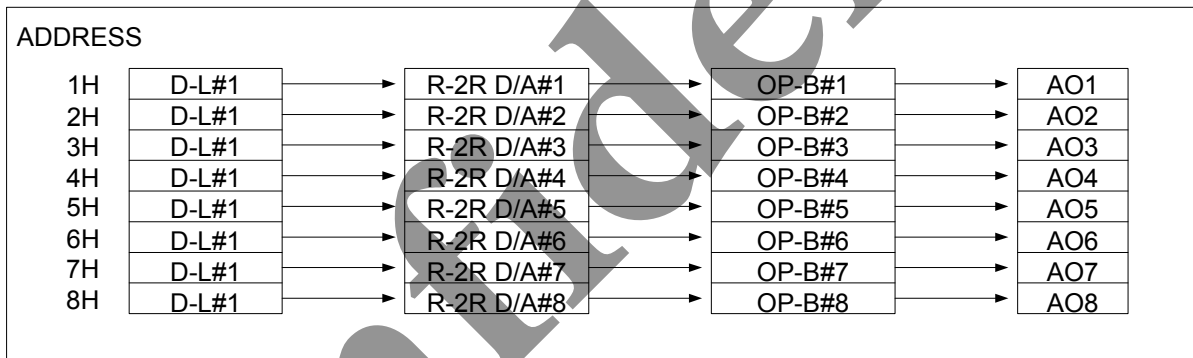 ADDRESS
1H D-L#1 R-2R D/A#1 OP-B#1 AO1
2H D-L#1 R-2R D/A#2 OP-B#2 AO2
3H D-L#1 R-2R D/A#3 OP-B#3 AO3
4H D-L#1 R-2R D/A#4 OP-B#4 AO4
5H D-L#1 R-2R D/A#5 OP-B#5 AO5
6H D-L#1 R-2R D/A#6 OP-B#6 AO6
7H D-L#1 R-2R D/A#7 OP-B#7 AO7
8H D-L#1 R-2R D/A#8 OP-B#8 AO8